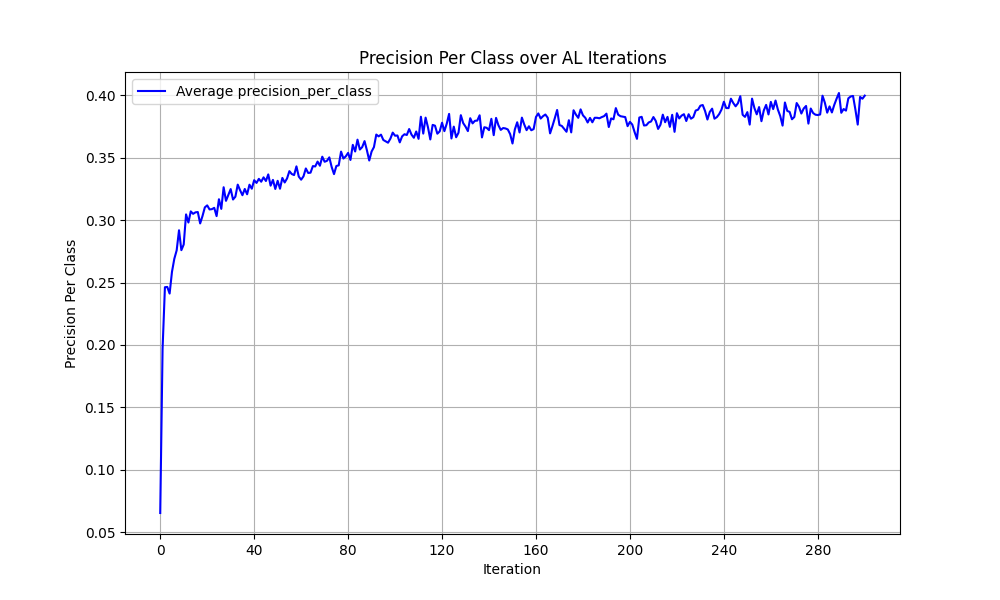 Precision Per Class over AL Iterations
Average precision_per_class
0.40
0.35
0.30
0.25
0.20
0.15
0.10
0.05
Precision Per Class
0 40 80 120 160 200 240 280
Iteration